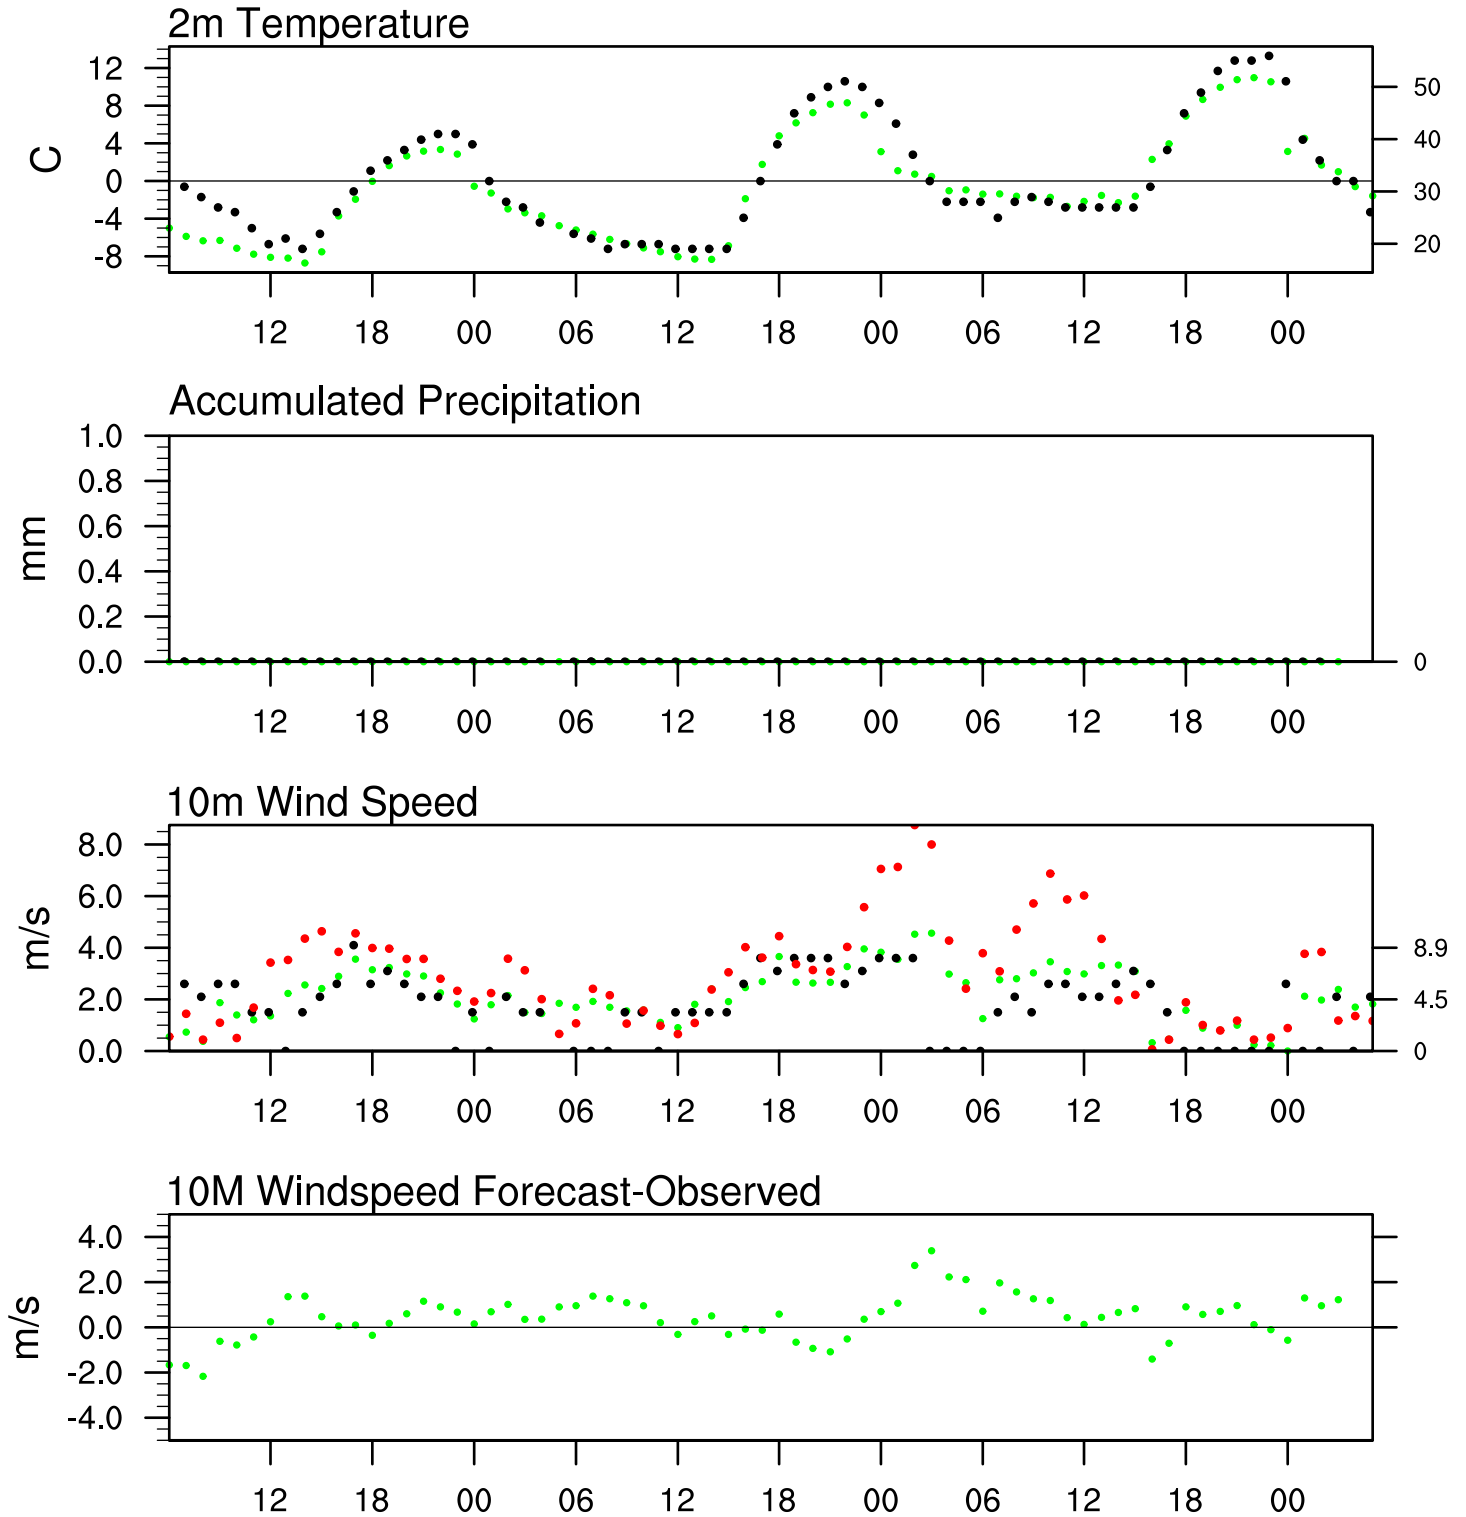 2m Temperature
12
8
4
0
-4
-8
C
50
40
30
20
12 18 00 06 12 18 00 06 12 18 00
Accumulated Precipitation
1.0
0.8
0.6
0.4
0.2
0.0
mm
0
12 18 00 06 12 18 00 06 12 18 00
10m Wind Speed
8.0
6.0
4.0
2.0
0.0
m/s
8.9
4.5
0
12 18 00 06 12 18 00 06 12 18 00
10M Windspeed Forecast-Observed
4.0
2.0
0.0
-2.0
-4.0
m/s
12 18 00 06 12 18 00 06 12 18 00